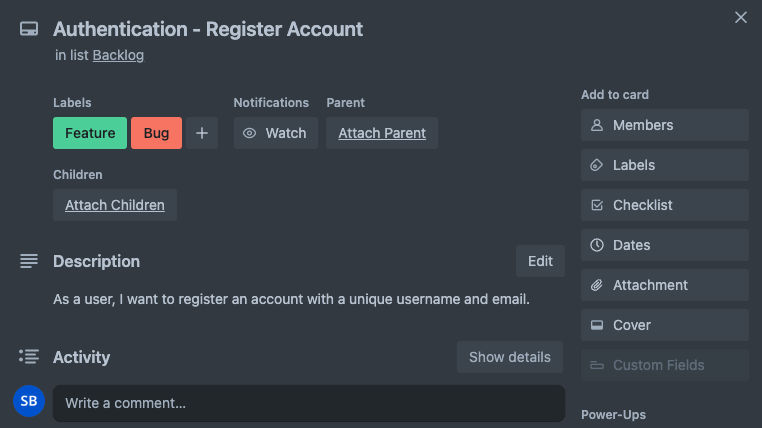 Authentication - Register Account
in list Backlog
Labels
Feature
Bug
Notifications
Watch
Parent
Attach Parent
Children
Attach Children
Description
Edit
As a user, I want to register an account with a unique username and email.
Activity
Show details
SB
Write a comment...
Add to card
Members
Labels
Checklist
Dates
Attachment
Cover
Custom Fields
Power-Ups